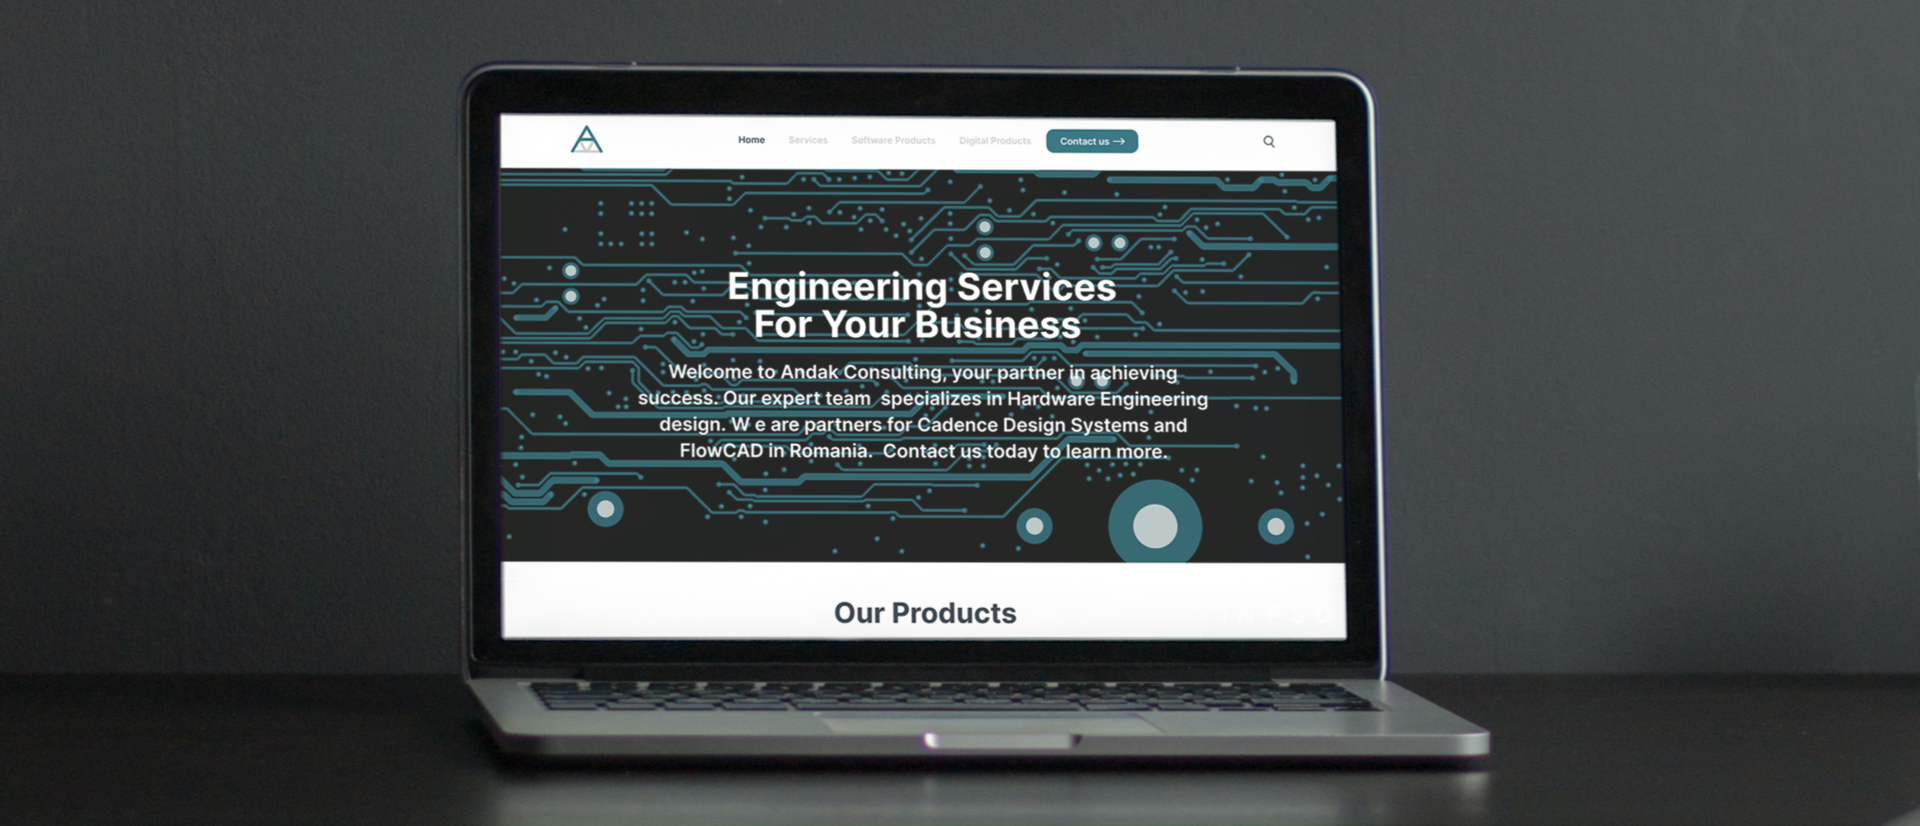 Home Services Software Products Digital Products Contact us →
Engineering Services
For Your Business
Welcome to Andak Consulting, your partner in achieving
success. Our expert team  specializes in Hardware Engineering
design. W e are partners for Cadence Design Systems and
FlowCAD in Romania.  Contact us today to learn more.
Our Products